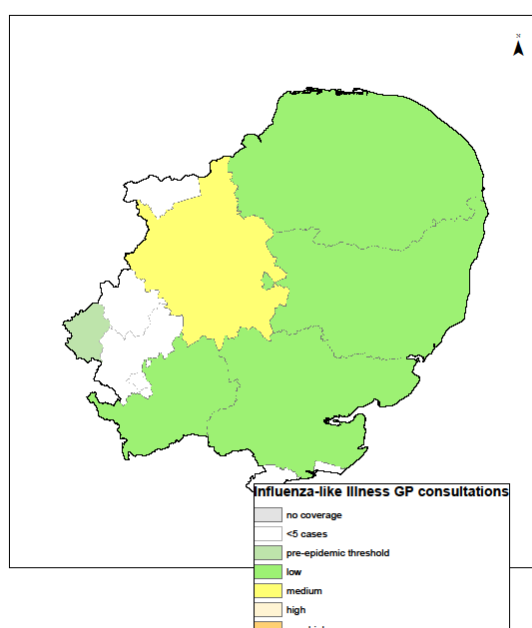 N
Influenza-like Illness GP consultations
no coverage
<5 cases
pre-epidemic threshold
low
medium
high